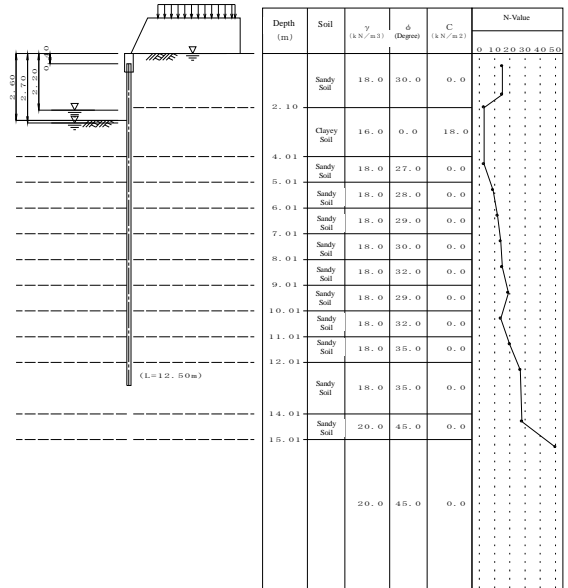 Depth Soil γ φ C N-Value
(m) (kN/m3) (Degree) (kN/m2)
0 10 20 30 40 50
2.60
2.70
2.20
0.40
Sandy Soil 18.0 30.0 0.0
2.10
Clayey Soil 16.0 0.0 18.0
4.01
Sandy Soil 18.0 27.0 0.0
5.01
Sandy Soil 18.0 28.0 0.0
6.01
Sandy Soil 18.0 29.0 0.0
7.01
Sandy Soil 18.0 30.0 0.0
8.01
Sandy Soil 18.0 32.0 0.0
9.01
Sandy Soil 18.0 29.0 0.0
10.01
Sandy Soil 18.0 32.0 0.0
11.01
Sandy Soil 18.0 35.0 0.0
12.01
(L=12.50m)
Sandy Soil 18.0 35.0 0.0
14.01
Sandy Soil 20.0 45.0 0.0
15.01
20.0 45.0 0.0